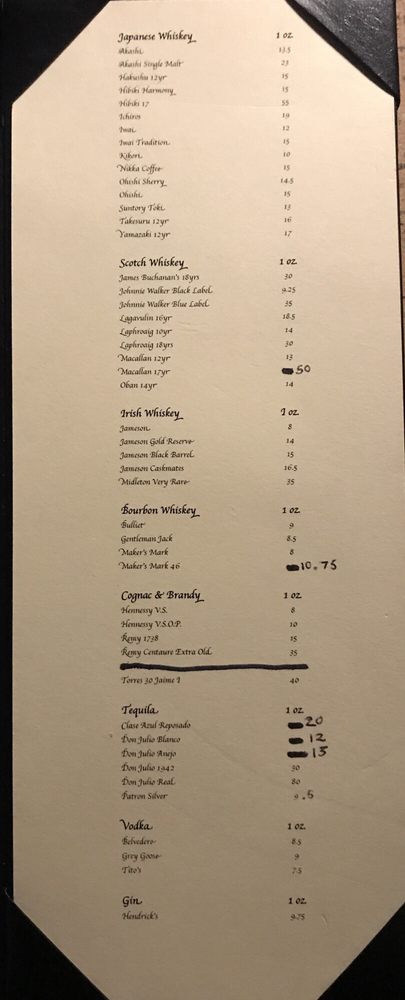 Japanese Whiskey 1 oz.
Akashi 13.5
Akashi Single Malt 23
Hakushu 12yr 15
Hibiki Harmony 15
Hibiki 17 55
Ichiros 19
Iwai 12
Iwai Tradition 15
Kikori 10
Nikka Coffee 15
Ohishi Sherry 14.5
Ohishi 15
Suntory Toki 13
Takesuru 12yr 16
Yamazaki 12yr 17
Scotch Whiskey 1 oz.
James Buchanan's 18yrs 30
Johnnie Walker Black Label 9.25
Johnnie Walker Blue Label 35
Lagavulin 16yr 18.5
Laphroaig 10yr 14
Laphroaig 18yrs 30
Macallan 12yr 13
Macallan 17yr 50
Oban 14yr 14
Irish Whiskey 1 oz.
Jameson 8
Jameson Gold Reserve 14
Jameson Black Barrel 15
Jameson Caskmates 16.5
Midleton Very Rare 35
Bourbon Whiskey 1 oz.
Bulliet 9
Gentleman Jack 8.5
Maker's Mark 8
Maker's Mark 46 10.75
Cognac & Brandy 1 oz.
Hennessy V.S. 8
Hennessy V.S.O.P. 10
Remy 1738 15
Remy Centaure Extra Old 35
Torres 30 Jaime I 40
Tequila 1 oz.
Clase Azul Reposado 20
Don Julio Blanco 12
Don Julio Anejo 13
Don Julio 1942 30
Don Julio Real 80
Patron Silver 9.5
Vodka 1 oz.
Belvedere 8.5
Grey Goose 9
Tito's 7.5
Gin 1 oz.
Hendrick's 9.75